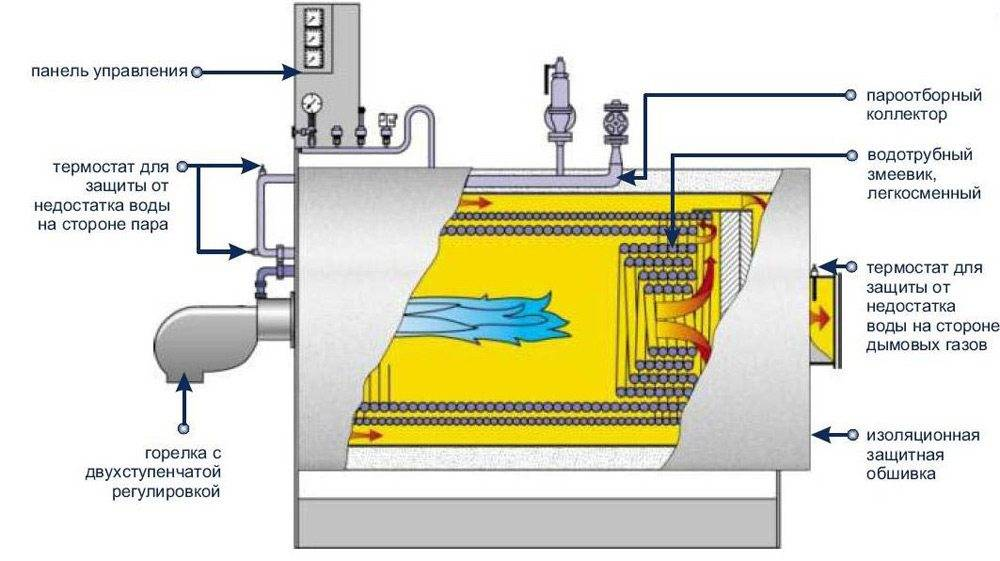 панель управления
термостат для
защиты от
недостатка воды
на стороне пара
горелка с
двухступенчатой
регулировкой
пароотборный
коллектор
водотрубный
змеевик,
легкосменный
термостат для
защиты от
недостатка
воды на стороне
дымовых газов
изоляционная
защитная
обшивка